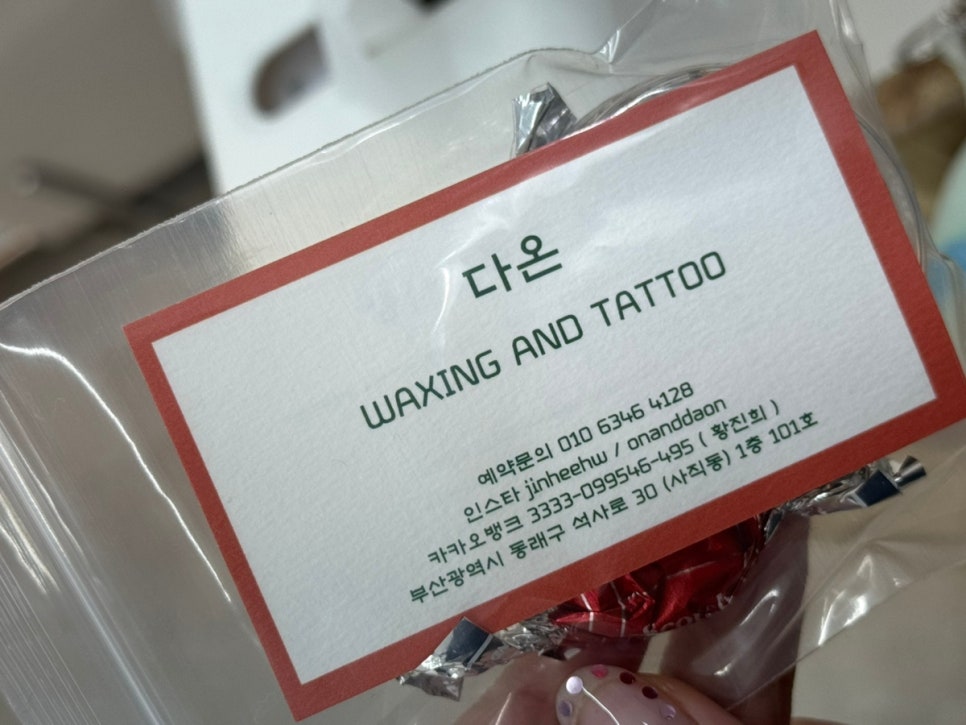 다온
WAXING AND TATTOO
예약문의 010 6346 4128
인스타 jinheehw / onanddaon
카카오뱅크 3333-099546-495 ( 황진희 )
부산광역시 동래구 석사로 30 (사직동) 1층 101호